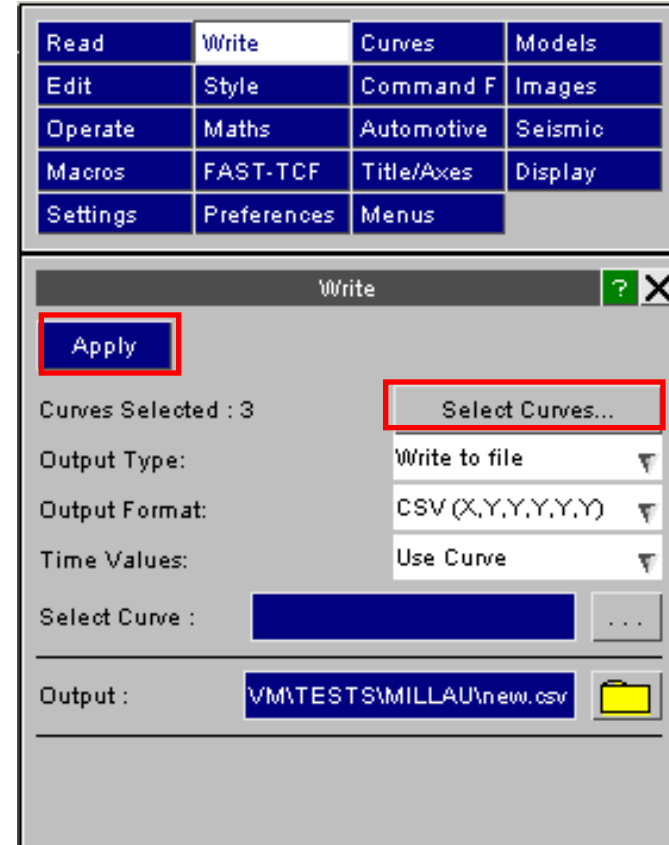 Read Write Curves Models
Edit Style Command F Images
Operate Maths Automotive Seismic
Macros FAST-TCF Title/Axes Display
Settings Preferences Menus
Write ? X
Apply
Curves Selected : 3 Select Curves...
Output Type: Write to file
Output Format: CSV (X,Y,Y,Y,Y,Y)
Time Values: Use Curve
Select Curve : ...
Output : VM\TESTS\MILLAU\new.csv